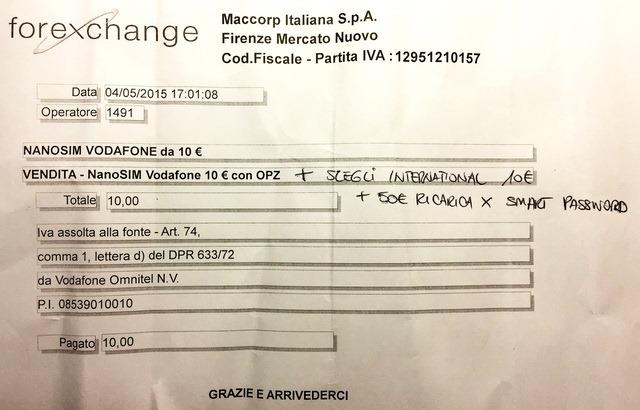 forexchange
Maccorp Italiana S.p.A.
Firenze Mercato Nuovo
Cod.Fiscale - Partita IVA : 12951210157
Data 04/05/2015 17:01:08
Operatore 1491
NANOSIM VODAFONE da 10 €
VENDITA - NanoSIM Vodafone 10 € con OPZ + SCEGLI INTERNATIONAL 10€
Totale 10,00 + 50€ RICARICA X SMART PASSWORD
Iva assolta alla fonte - Art. 74,
comma 1, lettera d) del DPR 633/72
da Vodafone Omnitel N.V.
P.I. 08539010010
Pagato 10,00
GRAZIE E ARRIVEDERCI